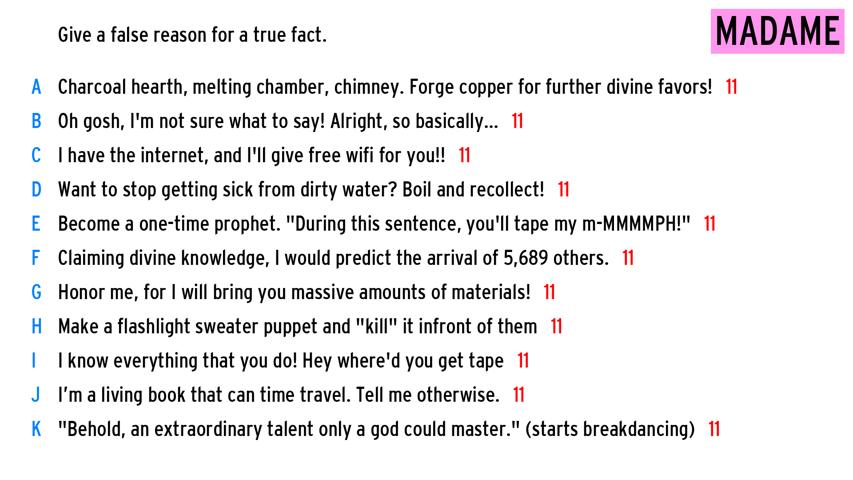 Give a false reason for a true fact.
MADAME
A Charcoal hearth, melting chamber, chimney. Forge copper for further divine favors! 11
B Oh gosh, I'm not sure what to say! Alright, so basically... 11
C I have the internet, and I'll give free wifi for you!! 11
D Want to stop getting sick from dirty water? Boil and recollect! 11
E Become a one-time prophet. "During this sentence, you'll tape my m-MMMMPH!" 11
F Claiming divine knowledge, I would predict the arrival of 5,689 others. 11
G Honor me, for I will bring you massive amounts of materials! 11
H Make a flashlight sweater puppet and "kill" it infront of them 11
I I know everything that you do! Hey where'd you get tape 11
J I’m a living book that can time travel. Tell me otherwise. 11
K "Behold, an extraordinary talent only a god could master." (starts breakdancing) 11